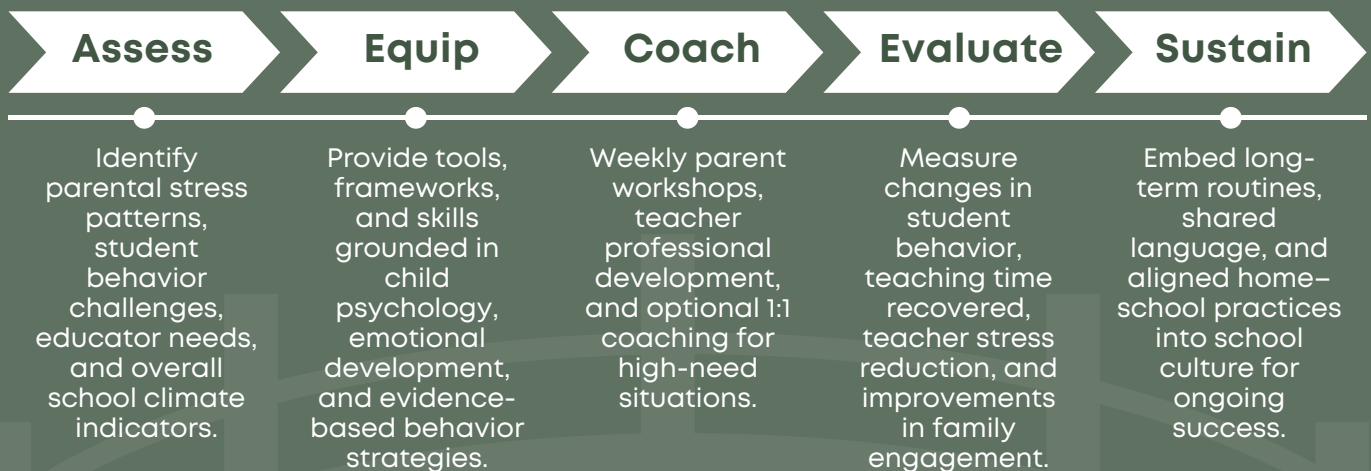 Assess
Identify
parental stress
patterns,
student
behavior
challenges,
educator needs,
and overall
school climate
indicators.
Equip
Provide tools,
frameworks,
and skills
grounded in
child
psychology,
emotional
development,
and evidence-
based behavior
strategies.
Coach
Weekly parent
workshops,
teacher
professional
development,
and optional 1:1
coaching for
high-need
situations.
Evaluate
Measure
changes in
student
behavior,
teaching time
recovered,
teacher stress
reduction, and
improvements
in family
engagement.
Sustain
Embed long-
term routines,
shared
language, and
aligned home–
school practices
into school
culture for
ongoing
success.